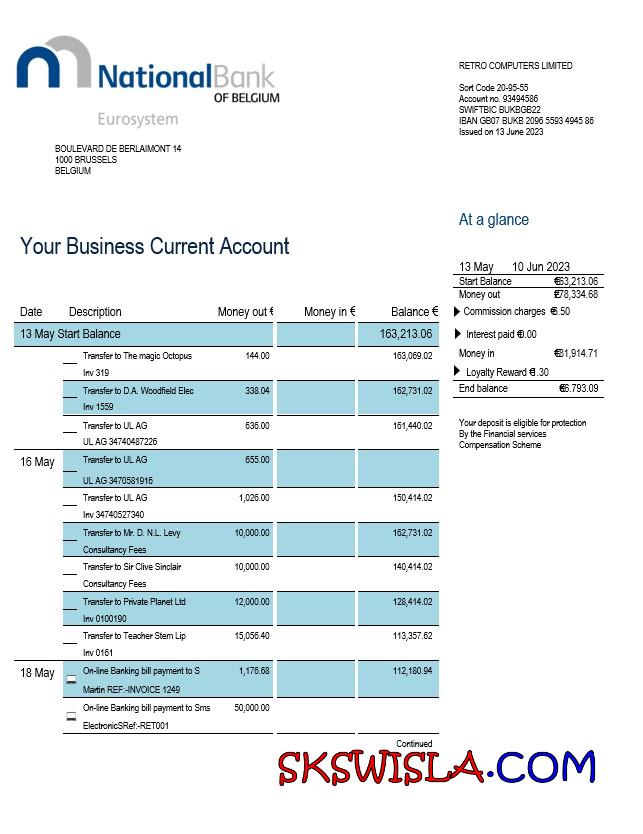 NationalBank
OF BELGIUM
Eurosystem
BOULEVARD DE BERLAIMONT 14
1000 BRUSSELS
BELGIUM
RETRO COMPUTERS LIMITED
Sort Code 20-95-55
Account no. 93494586
SWIFTBIC BUKBGB22
IBAN GB07 BUKB 2096 5593 4945 86
Issued on 13 June 2023
At a glance
13 May 10 Jun 2023
Start Balance €63,213.06
Money out £78,334.68
Commission charges €6.50
Interest paid €0.00
Money in €31,914.71
Loyalty Reward €1.30
End balance €6.793.09
Your deposit is eligible for protection
By the Financial services
Compensation Scheme
Your Business Current Account
Date Description Money out € Money in € Balance €
13 May Start Balance 163,213.06
Transfer to The magic Octopus 144.00 163,069.02
Inv 319
Transfer to D.A. Woodfield Elec 338.04 162,731.02
Inv 1559
Transfer to UL AG 636.00 161,440.02
UL AG 34740487226
16 May Transfer to UL AG 655.00
UL AG 3470581916
Transfer to UL AG 1,026.00 150,414.02
Inv 34740527340
Transfer to Mr. D. N.L. Levy 10,000.00 162,731.02
Consultancy Fees
Transfer to Sir Clive Sinclair 10,000.00 140,414.02
Consultancy Fees
Transfer to Private Planet Ltd 12,000.00 128,414.02
Inv 0100190
Transfer to Teacher Stem Lip 15,056.40 113,357.62
Inv 0161
18 May On-line Banking bill payment to S 1,176.68 112,180.94
Martin REF:-INVOICE 1249
On-line Banking bill payment to Sms 50,000.00
ElectronicSRef:-RET001
Continued
SKSWISLA.COM